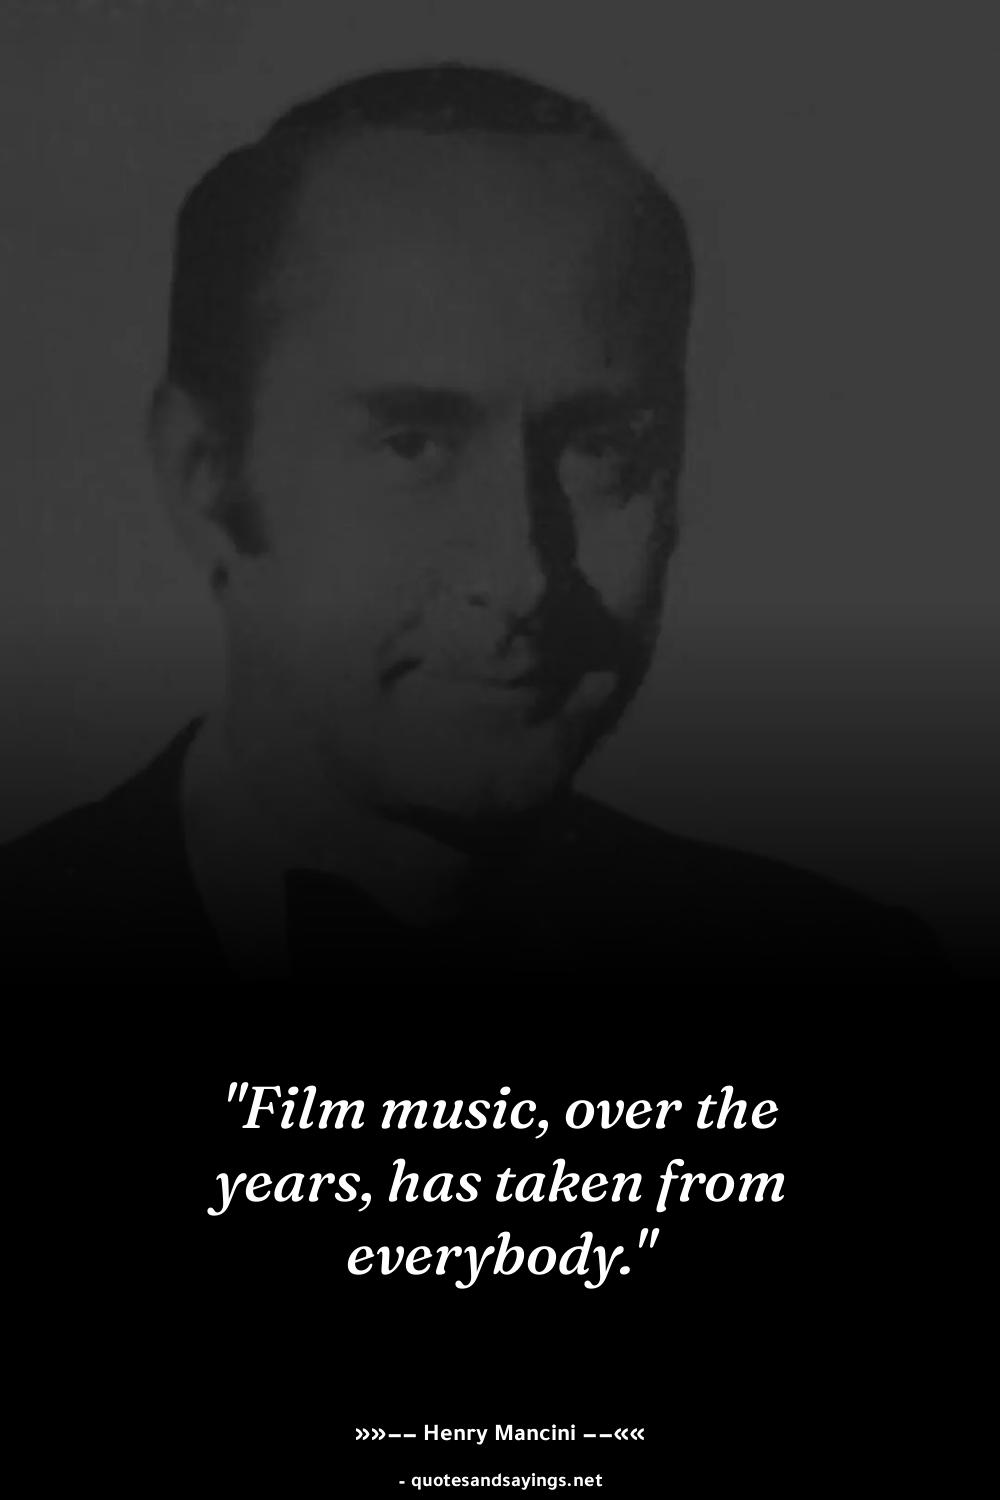 "Film music, over the
years, has taken from
everybody."
»»–– Henry Mancini ––««
- quotesandsayings.net